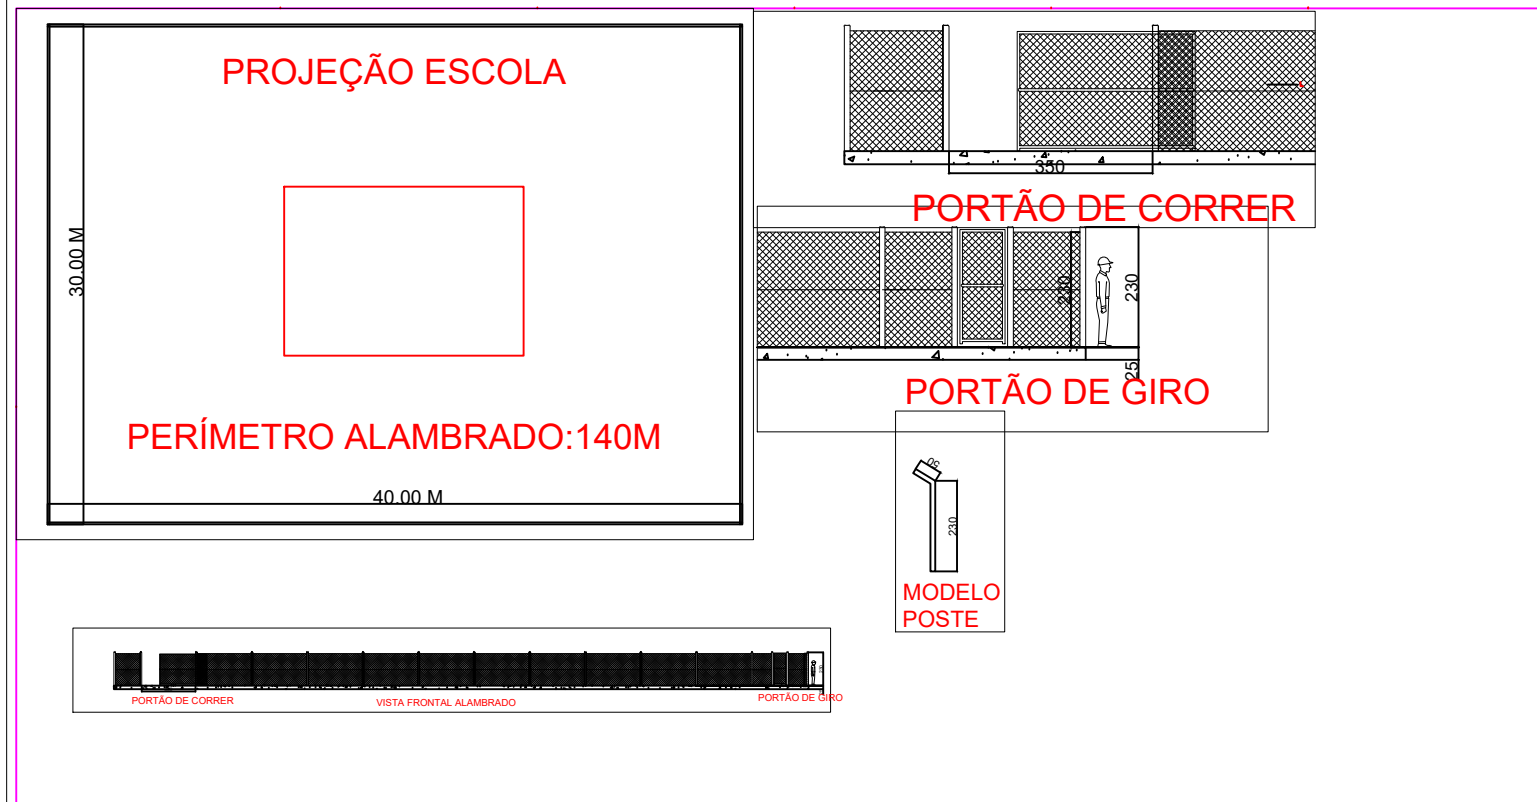 PROJEÇÃO ESCOLA
30.00 M
PERÍMETRO ALAMBRADO:140M
40.00 M
350
PORTÃO DE CORRER
230
230
25
PORTÃO DE GIRO
50
230
MODELO
POSTE
PORTÃO DE CORRER
VISTA FRONTAL ALAMBRADO
PORTÃO DE GIRO